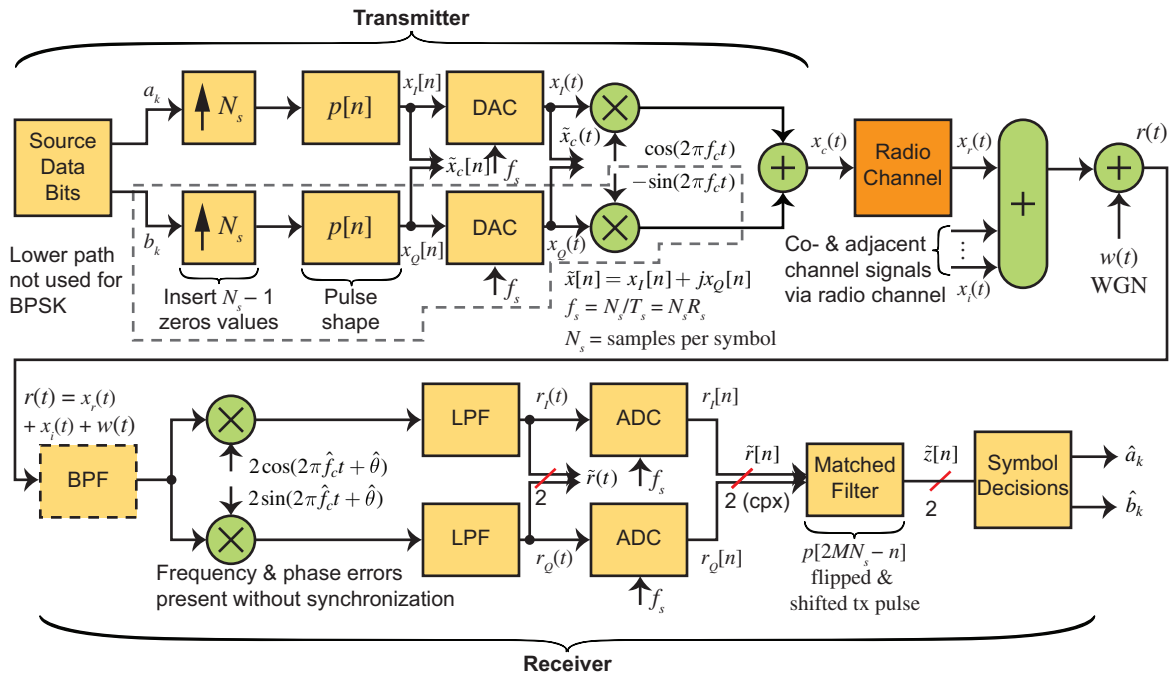 Transmitter
Source
Data
Bits
a_k
b_k
↑ N_s
p[n]
x_I[n]
DAC
x_I(t)
x̃_c(t)
x̃_c[n]
f_s
cos(2πf_c t)
−sin(2πf_c t)
↑ N_s
p[n]
x_Q[n]
DAC
x_Q(t)
f_s
x_c(t)
Radio
Channel
x_r(t)
r(t)
Co- & adjacent
channel signals
via radio channel
x_i(t)
w(t)
WGN
Lower path
not used for
BPSK
Insert N_s − 1
zeros values
Pulse
shape
x̃[n] = x_I[n] + jx_Q[n]
f_s = N_s/T_s = N_s R_s
N_s = samples per symbol
r(t) = x_r(t)
+ x_i(t) + w(t)
BPF
2cos(2πf̂_c t + θ̂)
2sin(2πf̂_c t + θ̂)
Frequency & phase errors
present without synchronization
LPF
r_I(t)
ADC
r_I[n]
f_s
r̃(t)
2
LPF
r_Q(t)
ADC
r_Q[n]
f_s
r̃[n]
2 (cpx)
Matched
Filter
p[2MN_s − n]
flipped &
shifted tx pulse
z̃[n]
2
Symbol
Decisions
â_k
b̂_k
Receiver